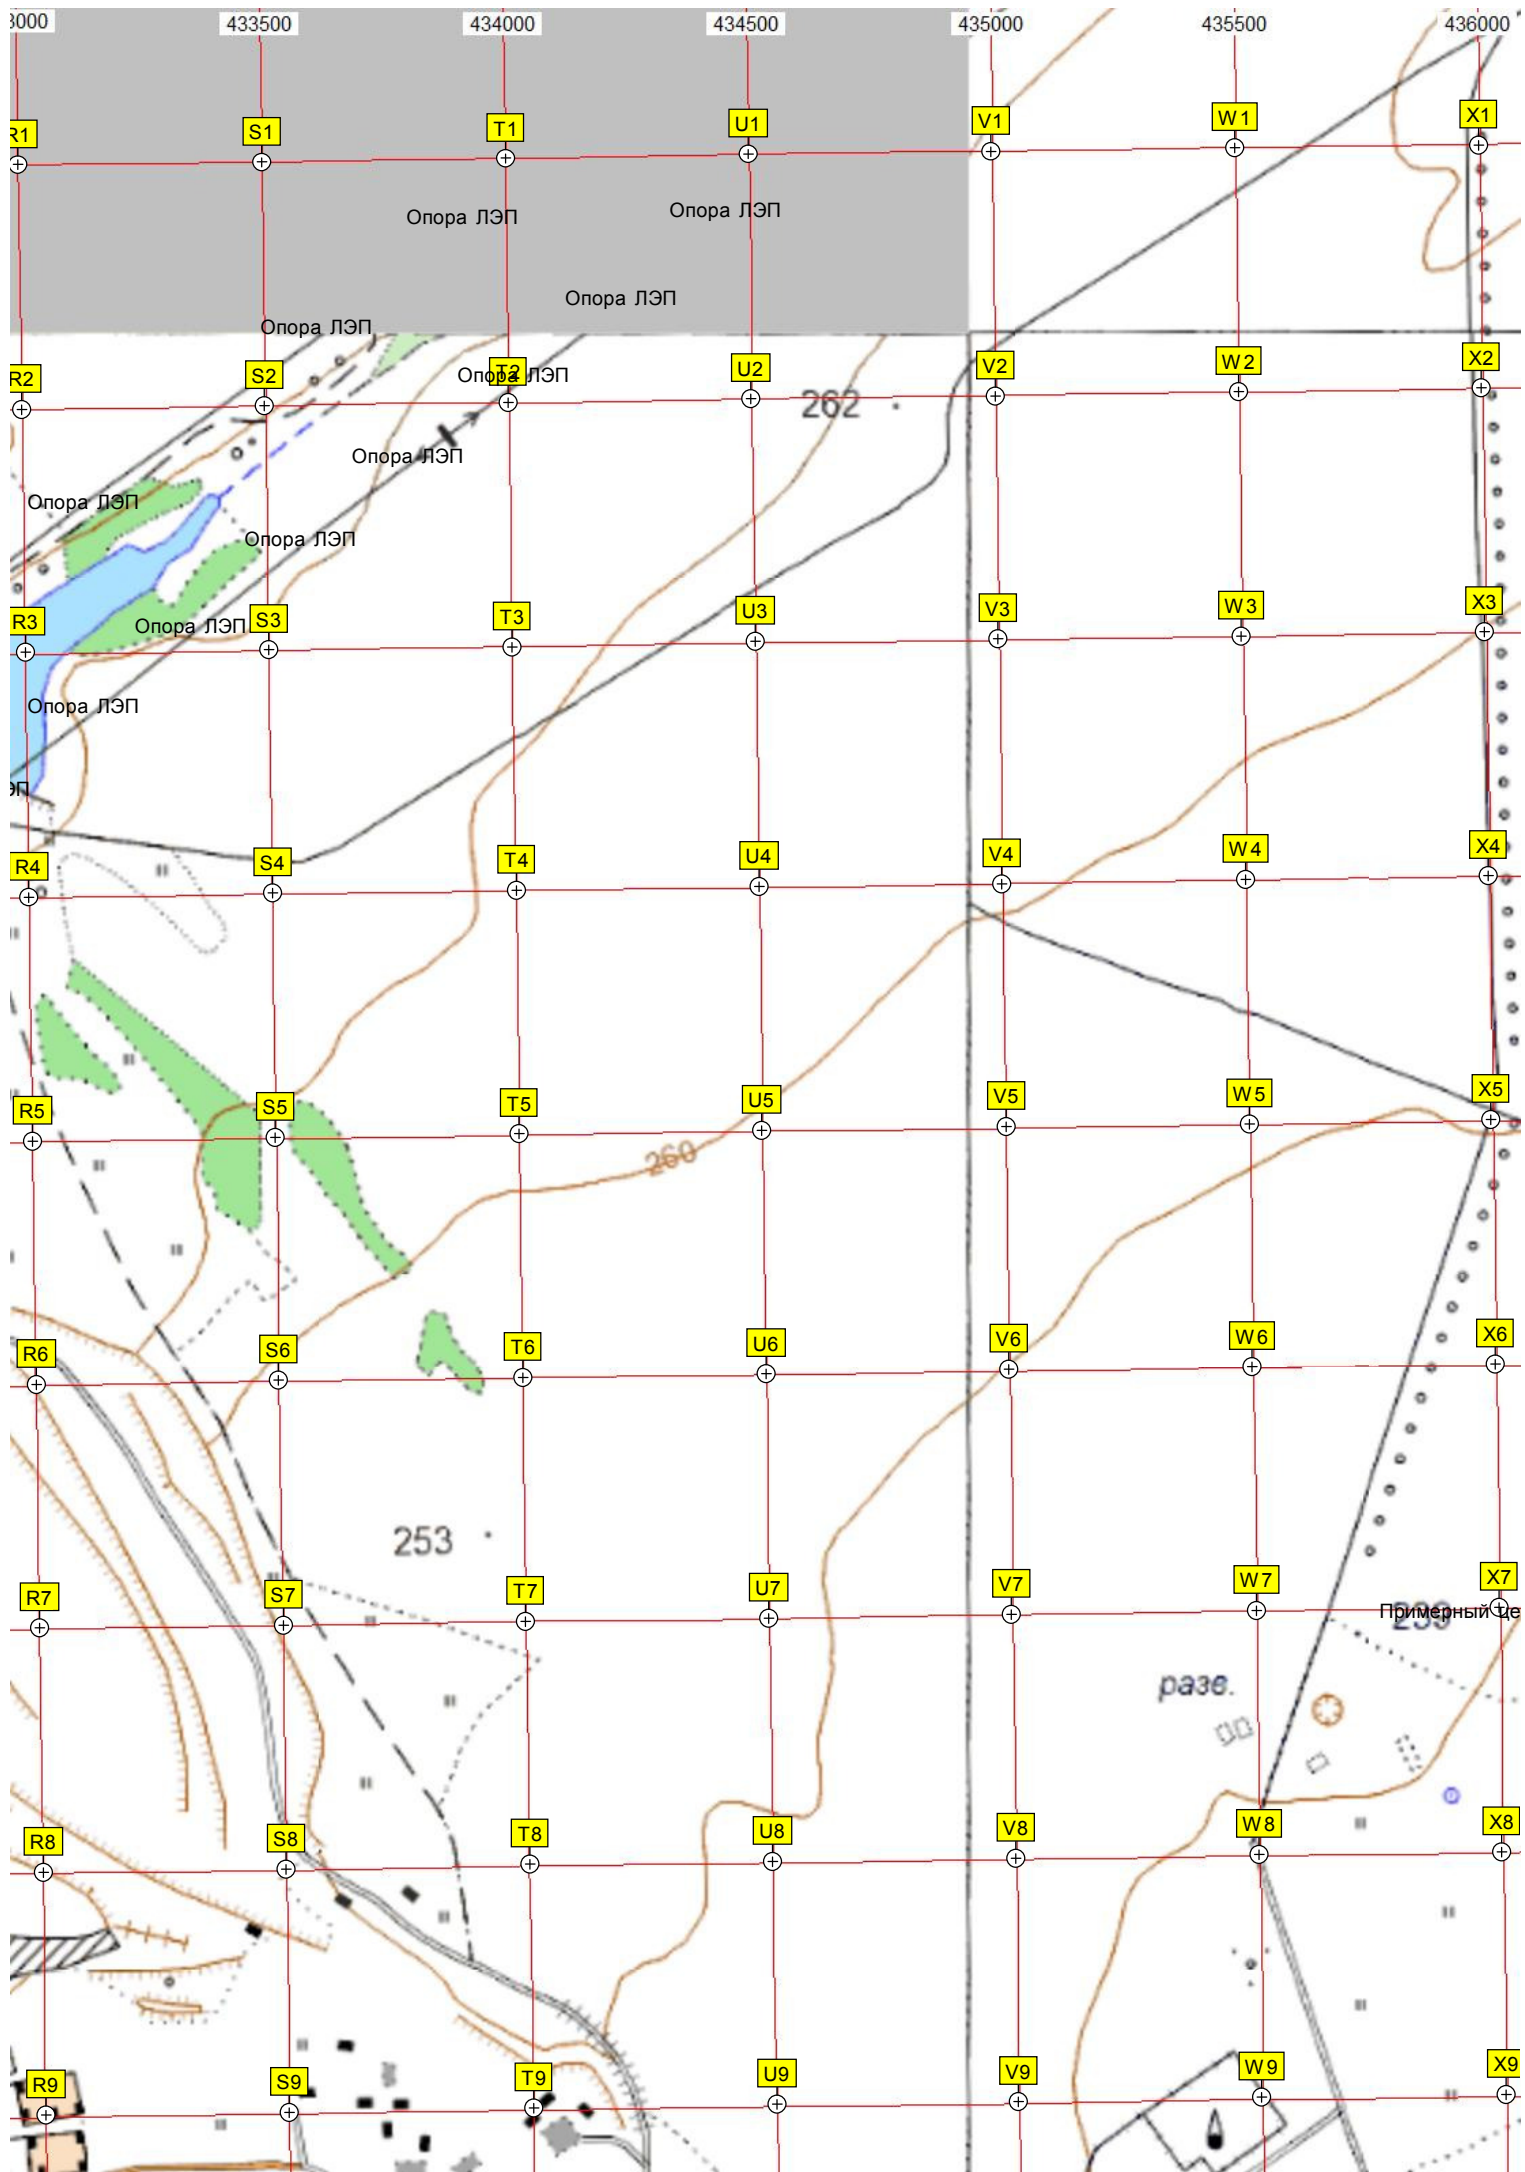 433500 434000 434500 435000 435500 436000
R1 S1 T1 U1 V1 W1 X1
Опора ЛЭП
Опора ЛЭП
Опора ЛЭП
Опора ЛЭП
R2 S2 T2 U2 V2 W2 X2
Опора ЛЭП
262
Опора ЛЭП
Опора ЛЭП
Опора ЛЭП
R3 S3 T3 U3 V3 W3 X3
Опора ЛЭП
Опора ЛЭП
R4 S4 T4 U4 V4 W4 X4
R5 S5 T5 U5 V5 W5 X5
260
R6 S6 T6 U6 V6 W6 X6
253
R7 S7 T7 U7 V7 W7 X7
Примерный це
239
разв.
R8 S8 T8 U8 V8 W8 X8
R9 S9 T9 U9 V9 W9 X9